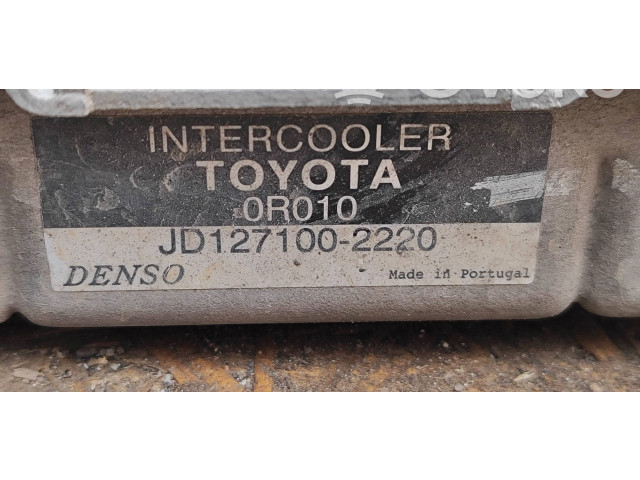 INTERCOOLER
TOYOTA
0R010
JD127100-2220
DENSO
Made in Portugal